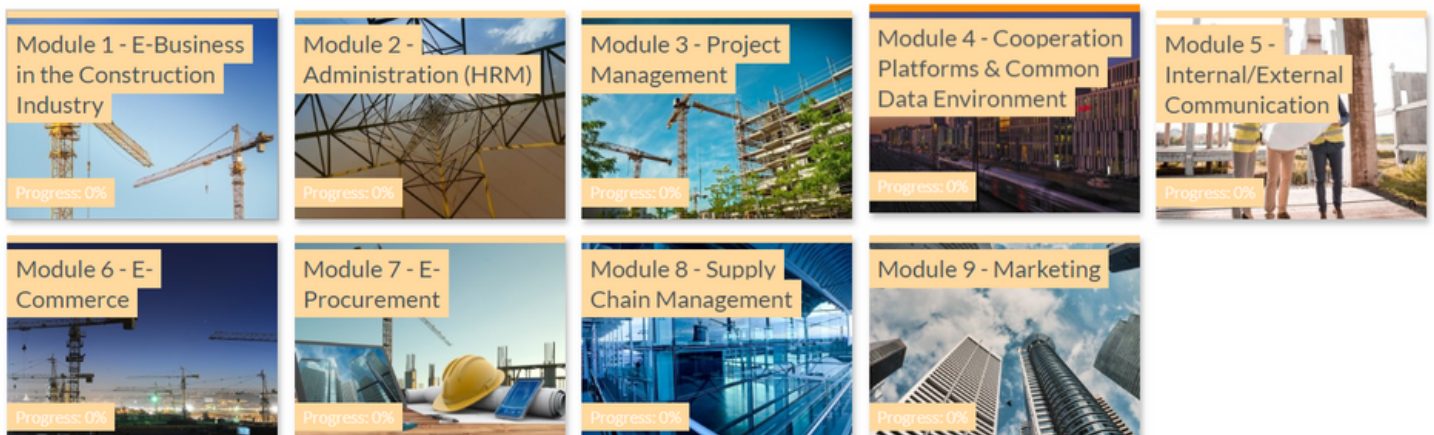 Module 1 - E-Business
in the Construction
Industry
Progress: 0%
Module 2 -
Administration (HRM)
Progress: 0%
Module 3 - Project
Management
Progress: 0%
Module 4 - Cooperation
Platforms & Common
Data Environment
Progress: 0%
Module 5 -
Internal/External
Communication
Progress: 0%
Module 6 - E-
Commerce
Progress: 0%
Module 7 - E-
Procurement
Progress: 0%
Module 8 - Supply
Chain Management
Progress: 0%
Module 9 - Marketing
Progress: 0%